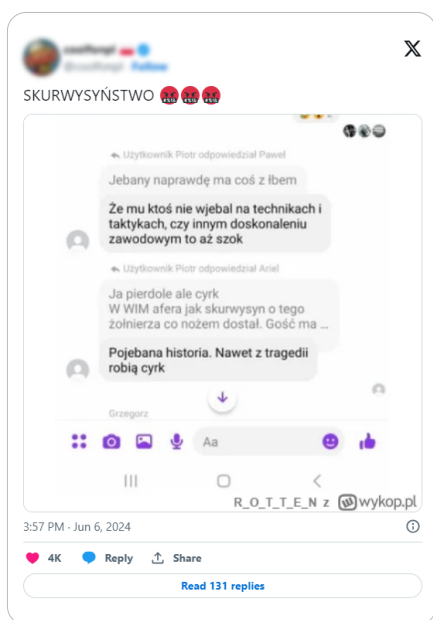 Follow
SKURWYSYŃSTWO 🤬🤬🤬
Użytkownik Piotr odpowiedział Paweł
Jebany naprawdę ma coś z łbem
Że mu ktoś nie wjebal na technikach i
taktykach, czy innym doskonaleniu
zawodowym to aż szok
Użytkownik Piotr odpowiedział Ariel
Ja pierdole ale cyrk
W WIM afera jak skurwysyn o tego
żołnierza co nożem dostał. Gość ma ...
Pojebana historia. Nawet z tragedii
robią cyrk
Grzegorz
Aa
R_O_T_T_E_N z wykop.pl
3:57 PM · Jun 6, 2024
4K Reply Share
Read 131 replies